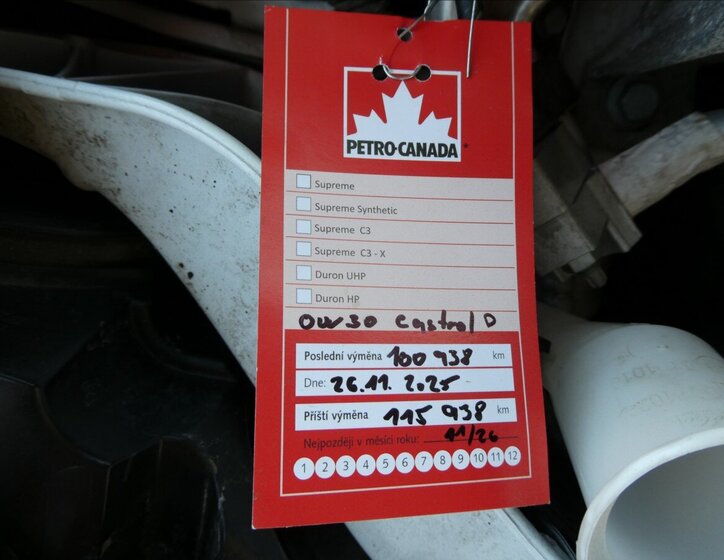 PETRO-CANADA
Supreme
Supreme Synthetic
Supreme C3
Supreme C3 - X
Duron UHP
Duron HP
0W30 Castrol D
Poslední výměna 100 938 km
Dne: 26.11. 2025
Příští výměna 115 938 km
Nejpozději v měsíci roku: 11/26
1 2 3 4 5 6 7 8 9 10 11 12